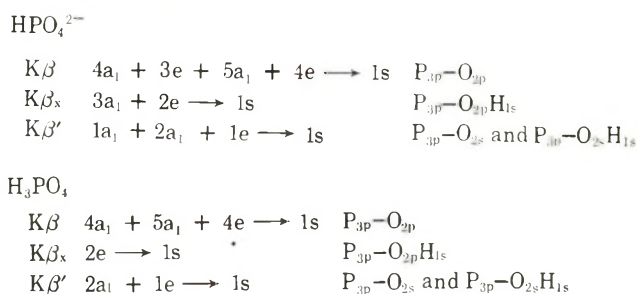 HPO₄²⁻
Kβ 4a₁ + 3e + 5a₁ + 4e ⟶ 1s P₃ₚ–O₂ₚ
Kβₓ 3a₁ + 2e ⟶ 1s P₃ₚ–O₂ₚH₁ₛ
Kβ′ 1a₁ + 2a₁ + 1e ⟶ 1s P₃ₚ–O₂ₛ and P₃ₚ–O₂ₛH₁ₛ
H₃PO₄
Kβ 4a₁ + 5a₁ + 4e ⟶ 1s P₃ₚ–O₂ₚ
Kβₓ 2e ⟶ 1s P₃ₚ–O₂ₚH₁ₛ
Kβ′ 2a₁ + 1e ⟶ 1s P₃ₚ–O₂ₛ and P₃ₚ–O₂ₛH₁ₛ